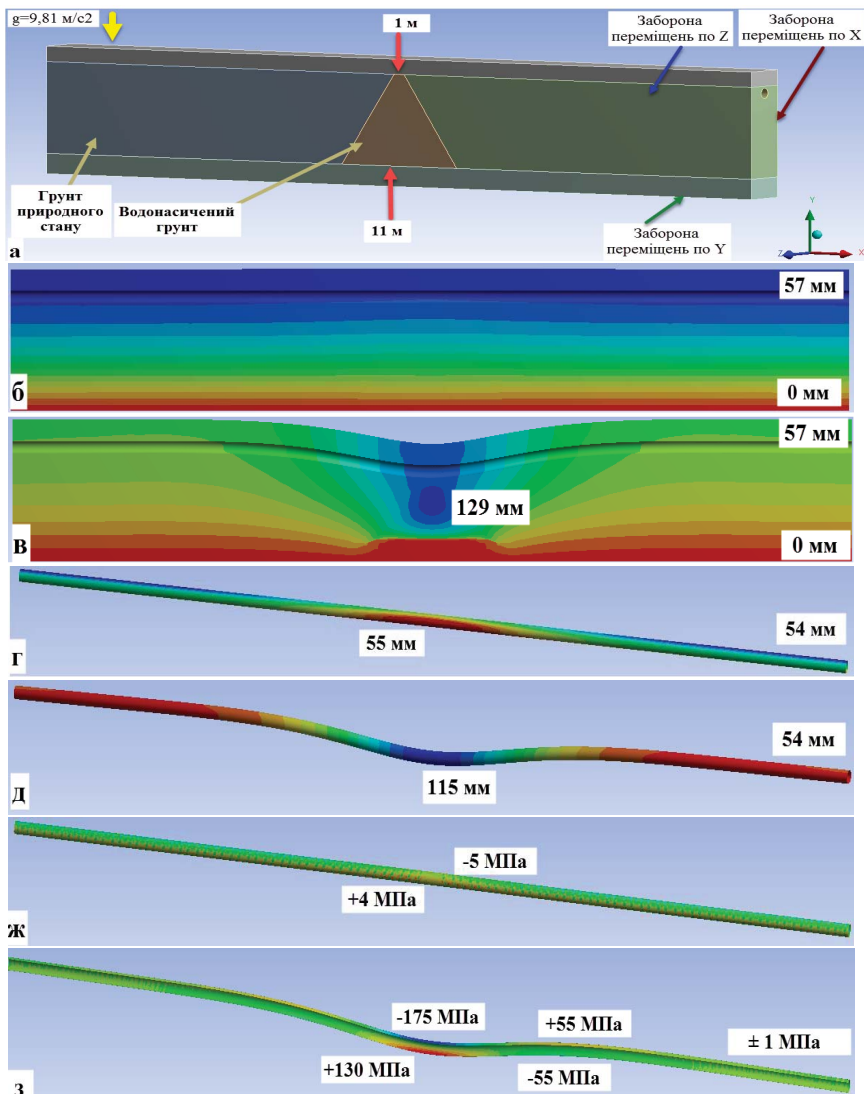 g=9,81 м/с2
1 м
Заборона
переміщень по Z
Заборона
переміщень по X
Грунт
природного
стану
Водонасичений
грунт
11 м
Заборона
переміщень по Y
Y
Z
X
а
57 мм
0 мм
б
57 мм
129 мм
0 мм
в
55 мм
54 мм
г
115 мм
54 мм
д
-5 МПа
+4 МПа
ж
-175 МПа
+55 МПа
± 1 МПа
+130 МПа
-55 МПа
з